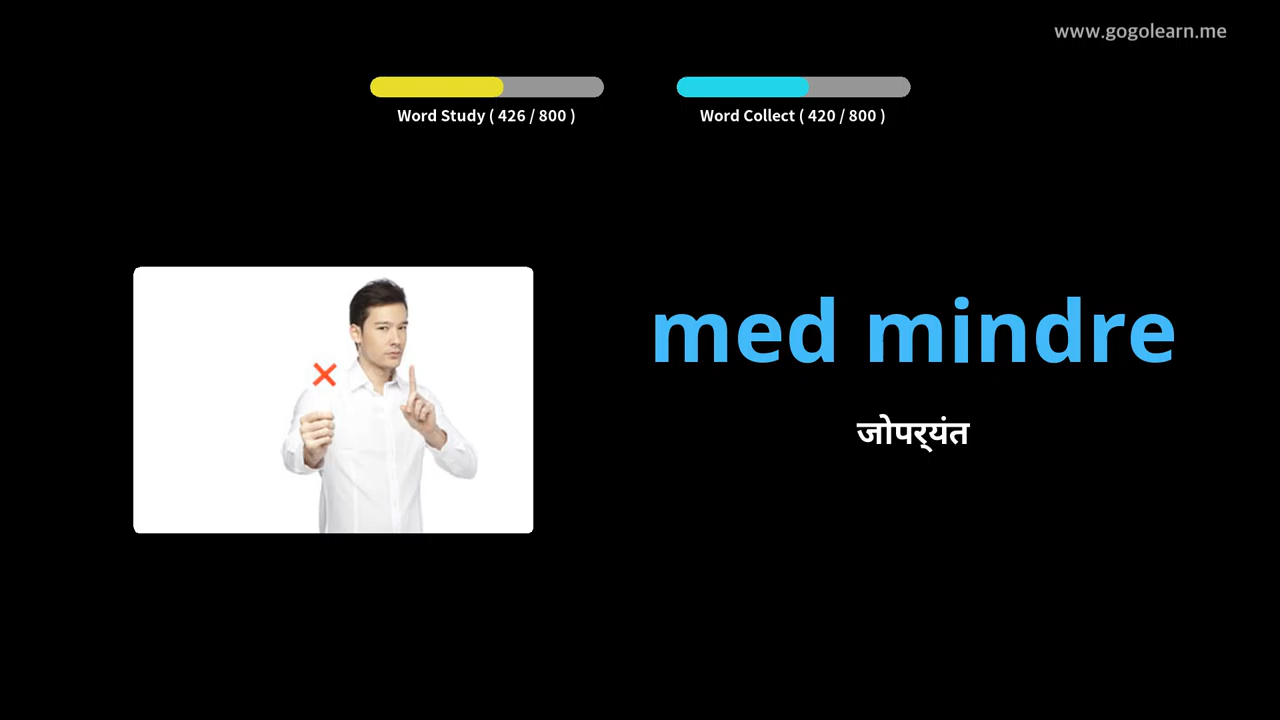 www.gogolearn.me
Word Study ( 426 / 800 )
Word Collect ( 420 / 800 )
med mindre
जोपर्यंत